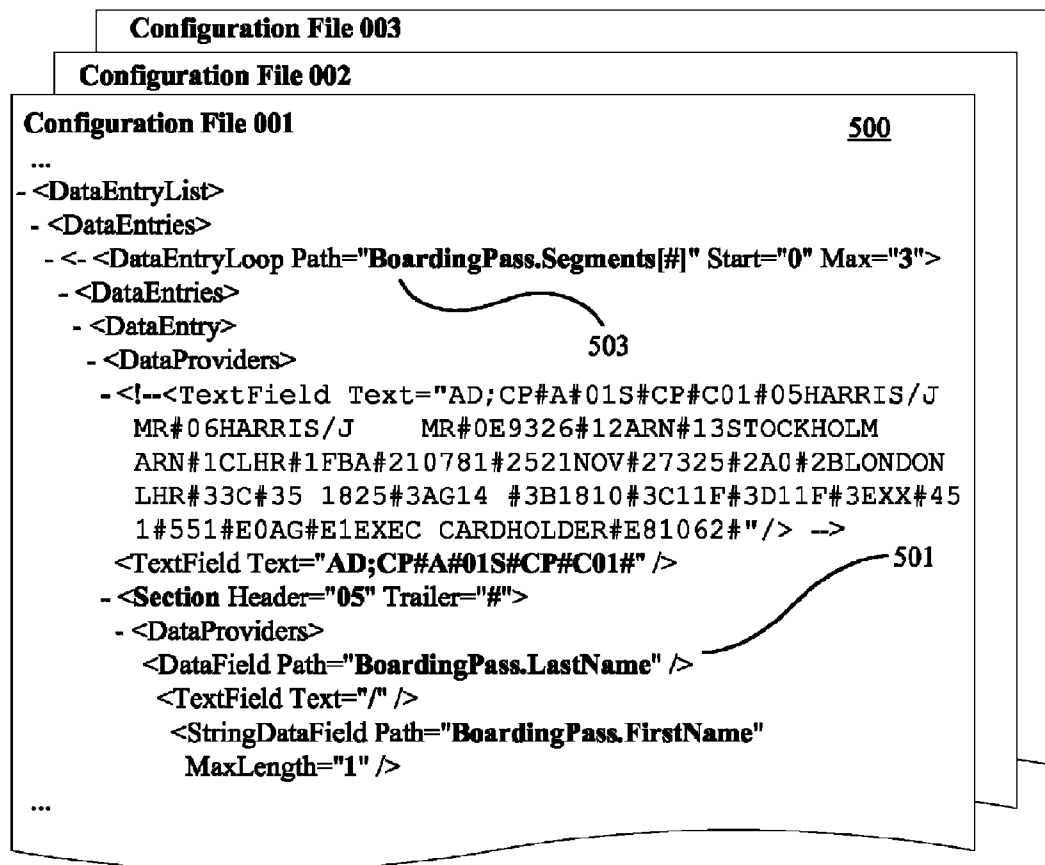 Configuration File 003
Configuration File 002
Configuration File 001 500
...
- <DataEntryList>
- <DataEntries>
- <- <DataEntryLoop Path="BoardingPass.Segments[#]" Start="0" Max="3">
- <DataEntries>
- <DataEntry>
503
- <DataProviders>
- <!--<TextField Text="AD;CP#A#01S#CP#C01#05HARRIS/J
MR#06HARRIS/J MR#0E9326#12ARN#13STOCKHOLM
ARN#1CLHR#1FBA#210781#2521NOV#27325#2A0#2BLONDON
LHR#33C#35 1825#3AG14 #3B1810#3C11F#3D11F#3EXX#45
1#551#E0AG#E1EXEC CARDHOLDER#E81062#"/> -->
501
<TextField Text="AD;CP#A#01S#CP#C01#" />
- <Section Header="05" Trailer="#">
- <DataProviders>
<DataField Path="BoardingPass.LastName" />
<TextField Text="/" />
<StringDataField Path="BoardingPass.FirstName"
MaxLength="1" />
...